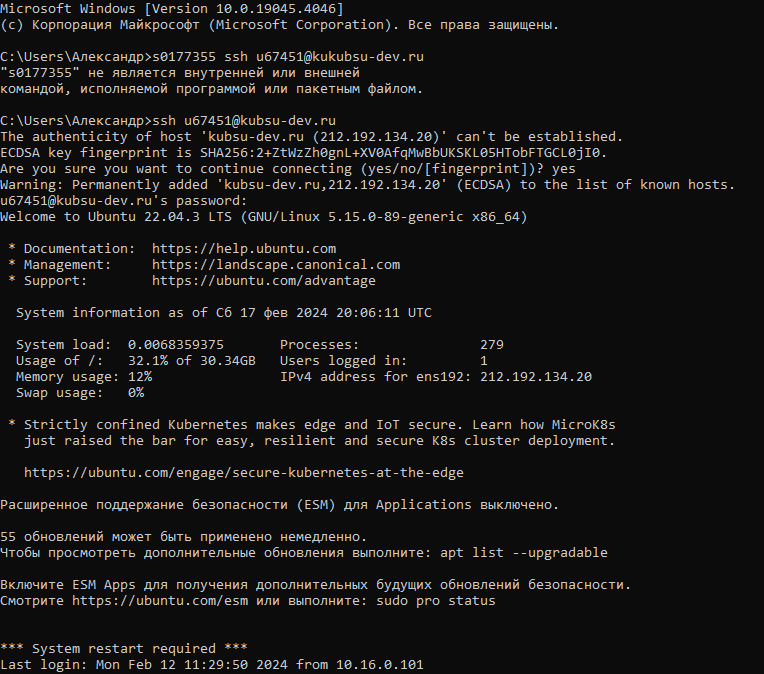 Microsoft Windows [Version 10.0.19045.4046]
(c) Корпорация Майкрософт (Microsoft Corporation). Все права защищены.
C:\Users\Александр>s0177355 ssh u67451@kukubsu-dev.ru
"s0177355" не является внутренней или внешней
командой, исполняемой программой или пакетным файлом.
C:\Users\Александр>ssh u67451@kubsu-dev.ru
The authenticity of host 'kubsu-dev.ru (212.192.134.20)' can't be established.
ECDSA key fingerprint is SHA256:2+ZtWzZh0gnL+XV0AfqMwBbUKSKL05HTobFTGCL0jI0.
Are you sure you want to continue connecting (yes/no/[fingerprint])? yes
Warning: Permanently added 'kubsu-dev.ru,212.192.134.20' (ECDSA) to the list of known hosts.
u67451@kubsu-dev.ru's password:
Welcome to Ubuntu 22.04.3 LTS (GNU/Linux 5.15.0-89-generic x86_64)
* Documentation:  https://help.ubuntu.com
* Management:     https://landscape.canonical.com
* Support:        https://ubuntu.com/advantage
System information as of Сб 17 фев 2024 20:06:11 UTC
System load:  0.0068359375       Processes:               279
Usage of /:   32.1% of 30.34GB   Users logged in:         1
Memory usage: 12%                IPv4 address for ens192: 212.192.134.20
Swap usage:   0%
* Strictly confined Kubernetes makes edge and IoT secure. Learn how MicroK8s
just raised the bar for easy, resilient and secure K8s cluster deployment.
https://ubuntu.com/engage/secure-kubernetes-at-the-edge
Расширенное поддержание безопасности (ESM) для Applications выключено.
55 обновлений может быть применено немедленно.
Чтобы просмотреть дополнительные обновления выполните: apt list --upgradable
Включите ESM Apps для получения дополнительных будущих обновлений безопасности.
Смотрите https://ubuntu.com/esm или выполните: sudo pro status
*** System restart required ***
Last login: Mon Feb 12 11:29:50 2024 from 10.16.0.101